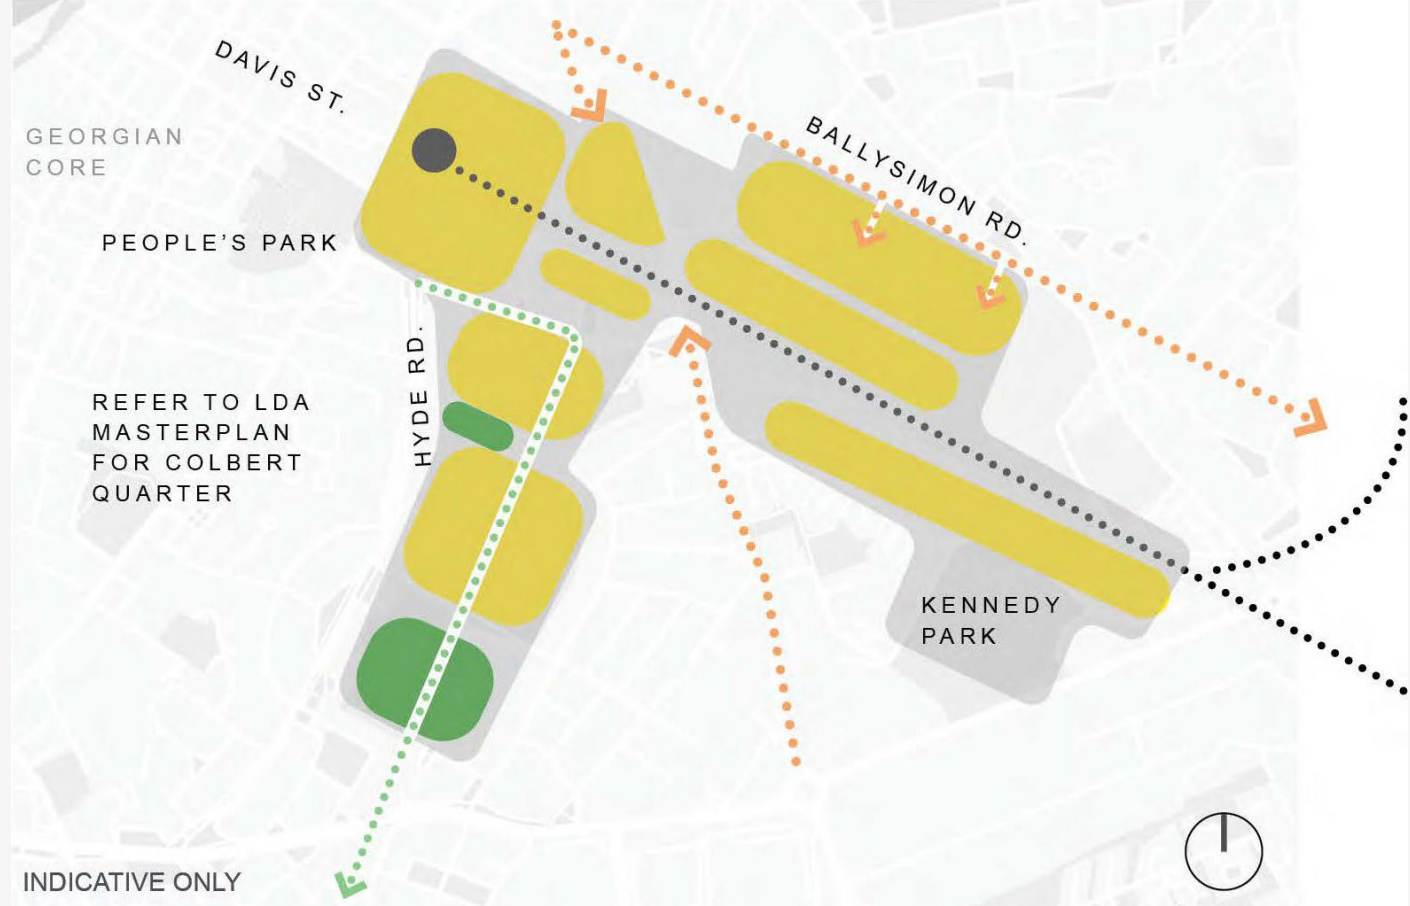 DAVIS ST.
GEORGIAN
CORE
BALLYSIMON RD.
PEOPLE'S PARK
HYDE RD.
REFER TO LDA
MASTERPLAN
FOR COLBERT
QUARTER
KENNEDY
PARK
INDICATIVE ONLY